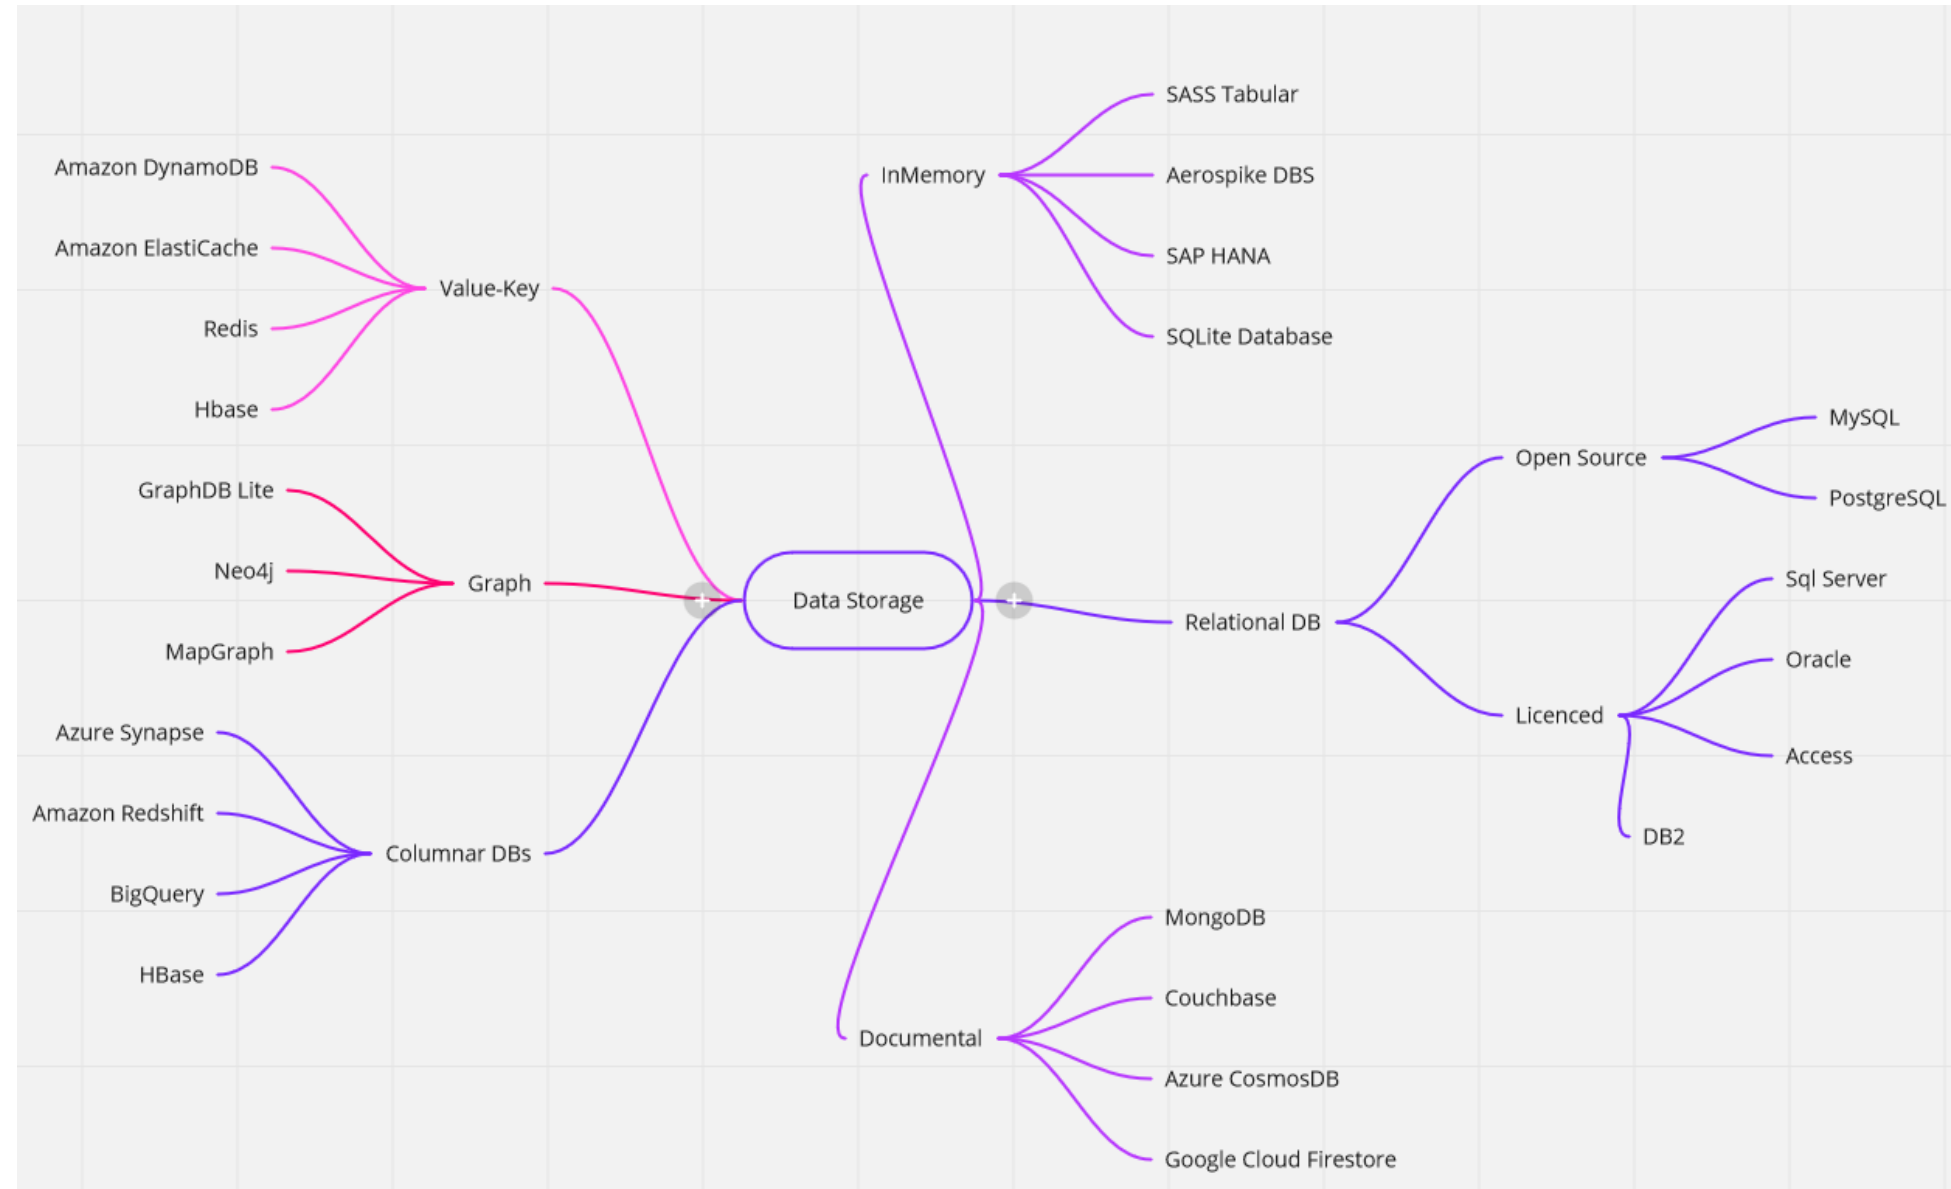 Data Storage
Value-Key
Amazon DynamoDB
Amazon ElastiCache
Redis
Hbase
Graph
GraphDB Lite
Neo4j
MapGraph
Columnar DBs
Azure Synapse
Amazon Redshift
BigQuery
HBase
InMemory
SASS Tabular
Aerospike DBS
SAP HANA
SQLite Database
Relational DB
Open Source
MySQL
PostgreSQL
Licenced
Sql Server
Oracle
Access
DB2
Documental
MongoDB
Couchbase
Azure CosmosDB
Google Cloud Firestore